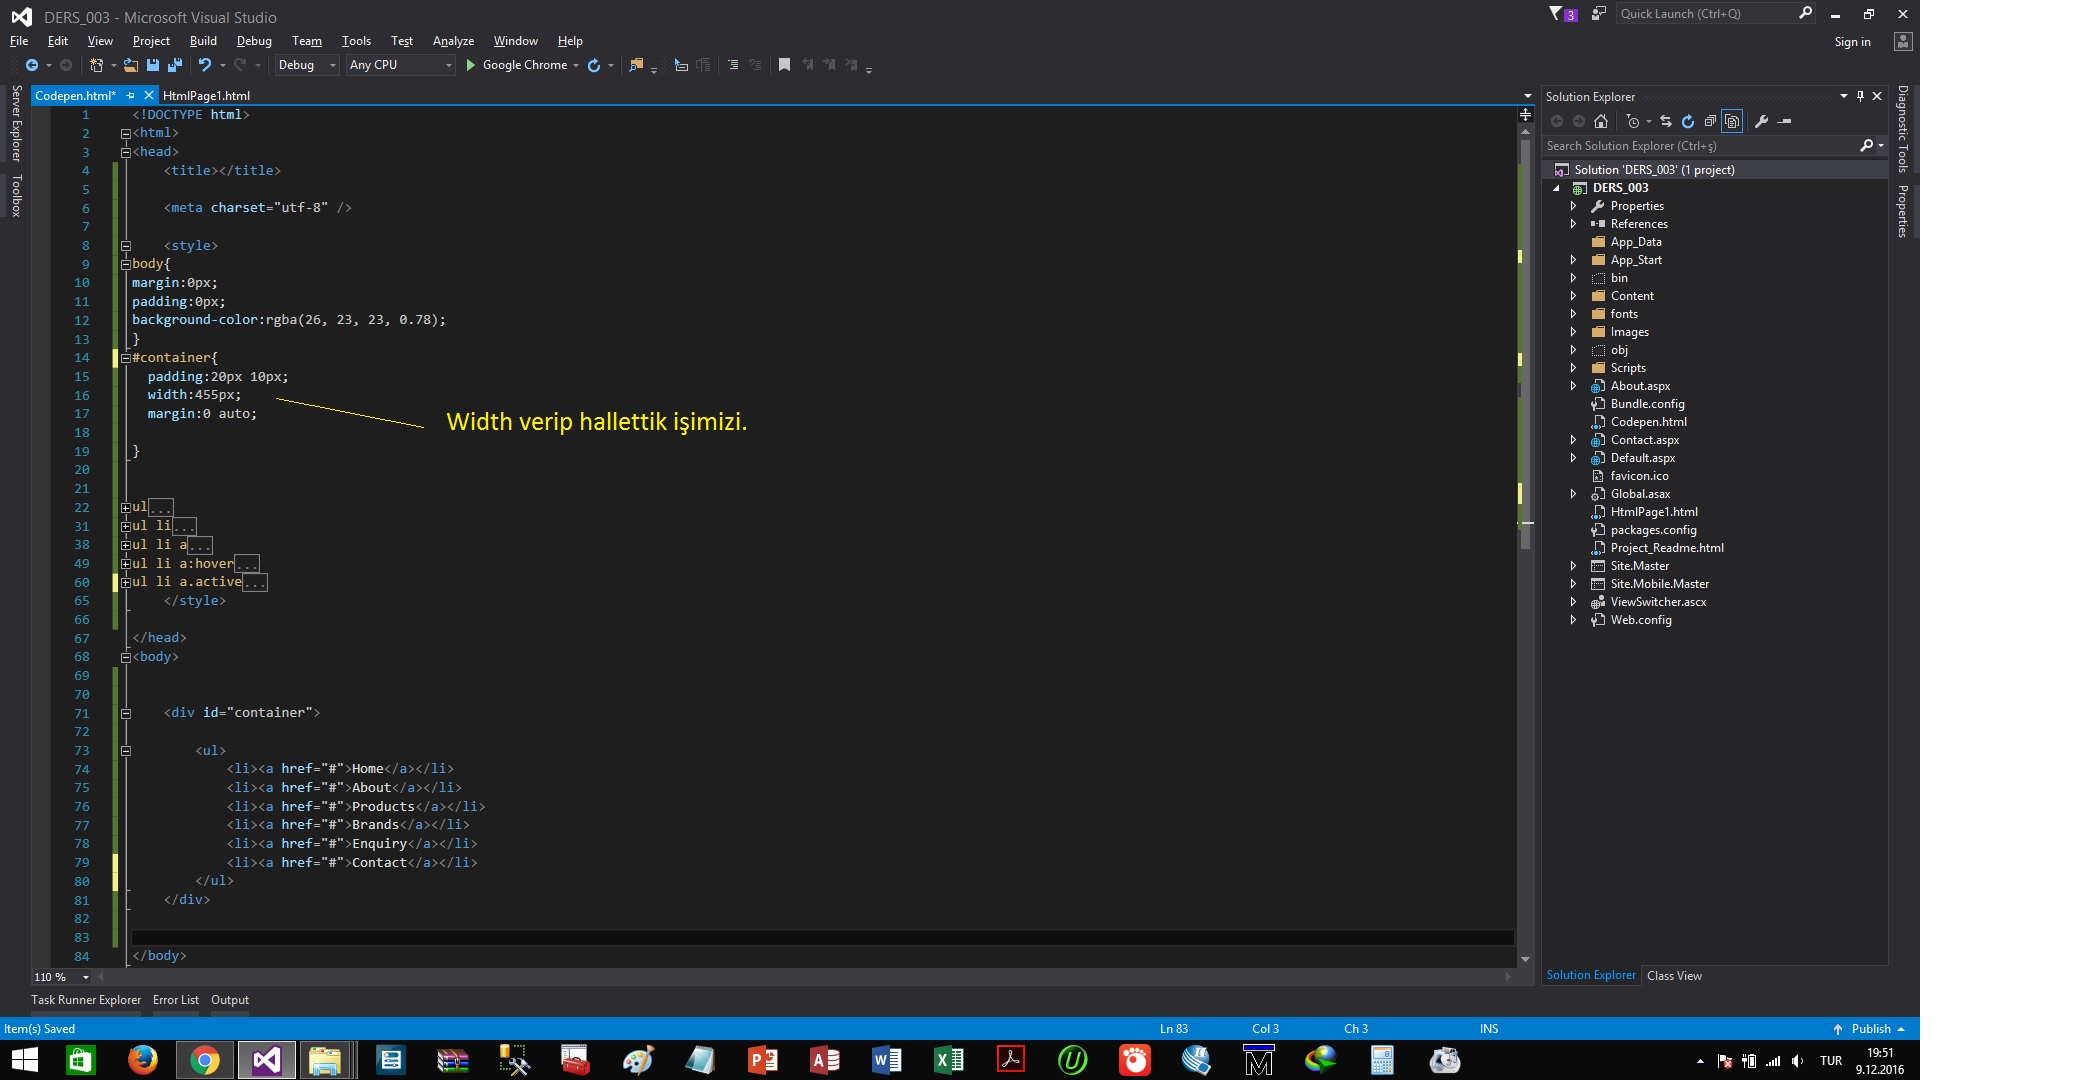 DERS_003 - Microsoft Visual Studio
3
Quick Launch (Ctrl+Q)
File Edit View Project Build Debug Team Tools Test Analyze Window Help
Sign in
Debug Any CPU Google Chrome
Codepen.html* HtmlPage1.html
Server Explorer
Toolbox
1 <!DOCTYPE html>
2 <html>
3 <head>
4 <title></title>
5
6 <meta charset="utf-8" />
7
8 <style>
9 body{
10 margin:0px;
11 padding:0px;
12 background-color:rgba(26, 23, 23, 0.78);
13 }
14 #container{
15 padding:20px 10px;
16 width:455px;
17 margin:0 auto;
18
19 }
20
21
22 ul...
31 ul li...
38 ul li a...
49 ul li a:hover...
60 ul li a.active...
65 </style>
66
67 </head>
68 <body>
69
70
71 <div id="container">
72
73 <ul>
74 <li><a href="#">Home</a></li>
75 <li><a href="#">About</a></li>
76 <li><a href="#">Products</a></li>
77 <li><a href="#">Brands</a></li>
78 <li><a href="#">Enquiry</a></li>
79 <li><a href="#">Contact</a></li>
80 </ul>
81 </div>
82
83
84 </body>
Width verip hallettik işimizi.
110 %
Task Runner Explorer Error List Output
Solution Explorer
Search Solution Explorer (Ctrl+ş)
Solution 'DERS_003' (1 project)
DERS_003
Properties
References
App_Data
App_Start
bin
Content
fonts
Images
obj
Scripts
About.aspx
Bundle.config
Codepen.html
Contact.aspx
Default.aspx
favicon.ico
Global.asax
HtmlPage1.html
packages.config
Project_Readme.html
Site.Master
Site.Mobile.Master
ViewSwitcher.ascx
Web.config
Solution Explorer Class View
Diagnostic Tools
Properties
Item(s) Saved Ln 83 Col 3 Ch 3 INS Publish
TUR
19:51
9.12.2016